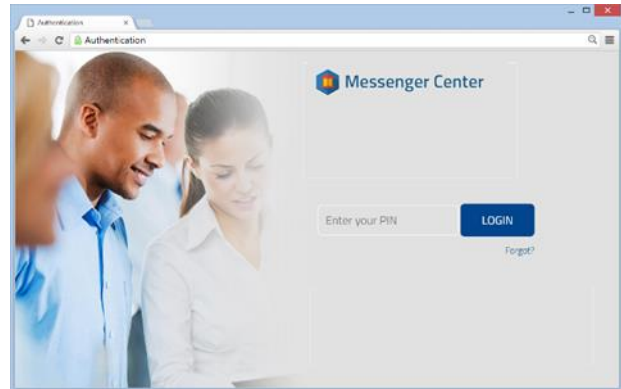 Authentication
Authentication
Messenger Center
Enter your PIN
LOGIN
Forgot?